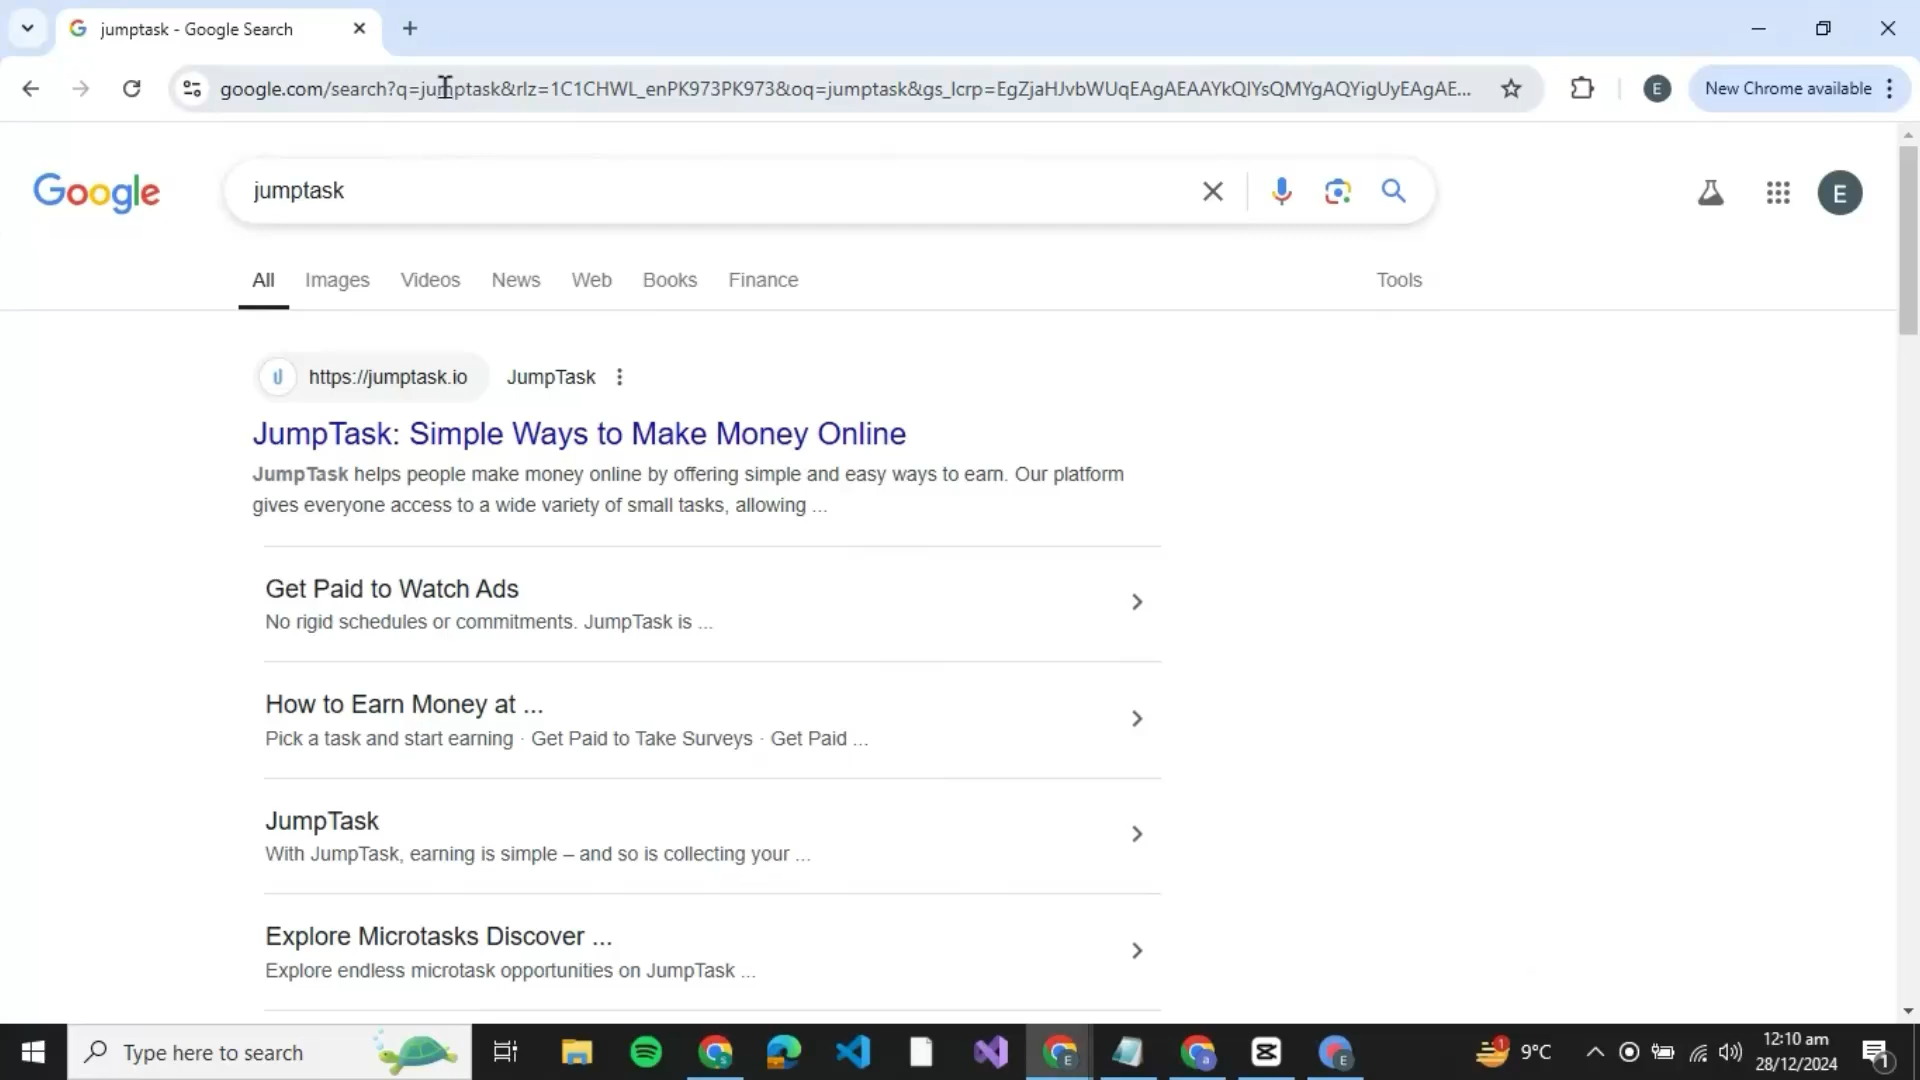 jumptask - Google Search
google.com/search?q=jumptask&rlz=1C1CHWL_enPK973PK973&oq=jumptask&gs_lcrp=EgZjaHJvbWUqEAgAEAAYkQIYsQMYgAQYigUyEAgAE...
E
New Chrome available
Google
jumptask
E
All
Images
Videos
News
Web
Books
Finance
Tools
https://jumptask.io
JumpTask
JumpTask: Simple Ways to Make Money Online
JumpTask helps people make money online by offering simple and easy ways to earn. Our platform
gives everyone access to a wide variety of small tasks, allowing ...
Get Paid to Watch Ads
No rigid schedules or commitments. JumpTask is ...
How to Earn Money at ...
Pick a task and start earning · Get Paid to Take Surveys · Get Paid ...
JumpTask
With JumpTask, earning is simple – and so is collecting your ...
Explore Microtasks Discover ...
Explore endless microtask opportunities on JumpTask ...
Type here to search
9°C
12:10 am
28/12/2024
1